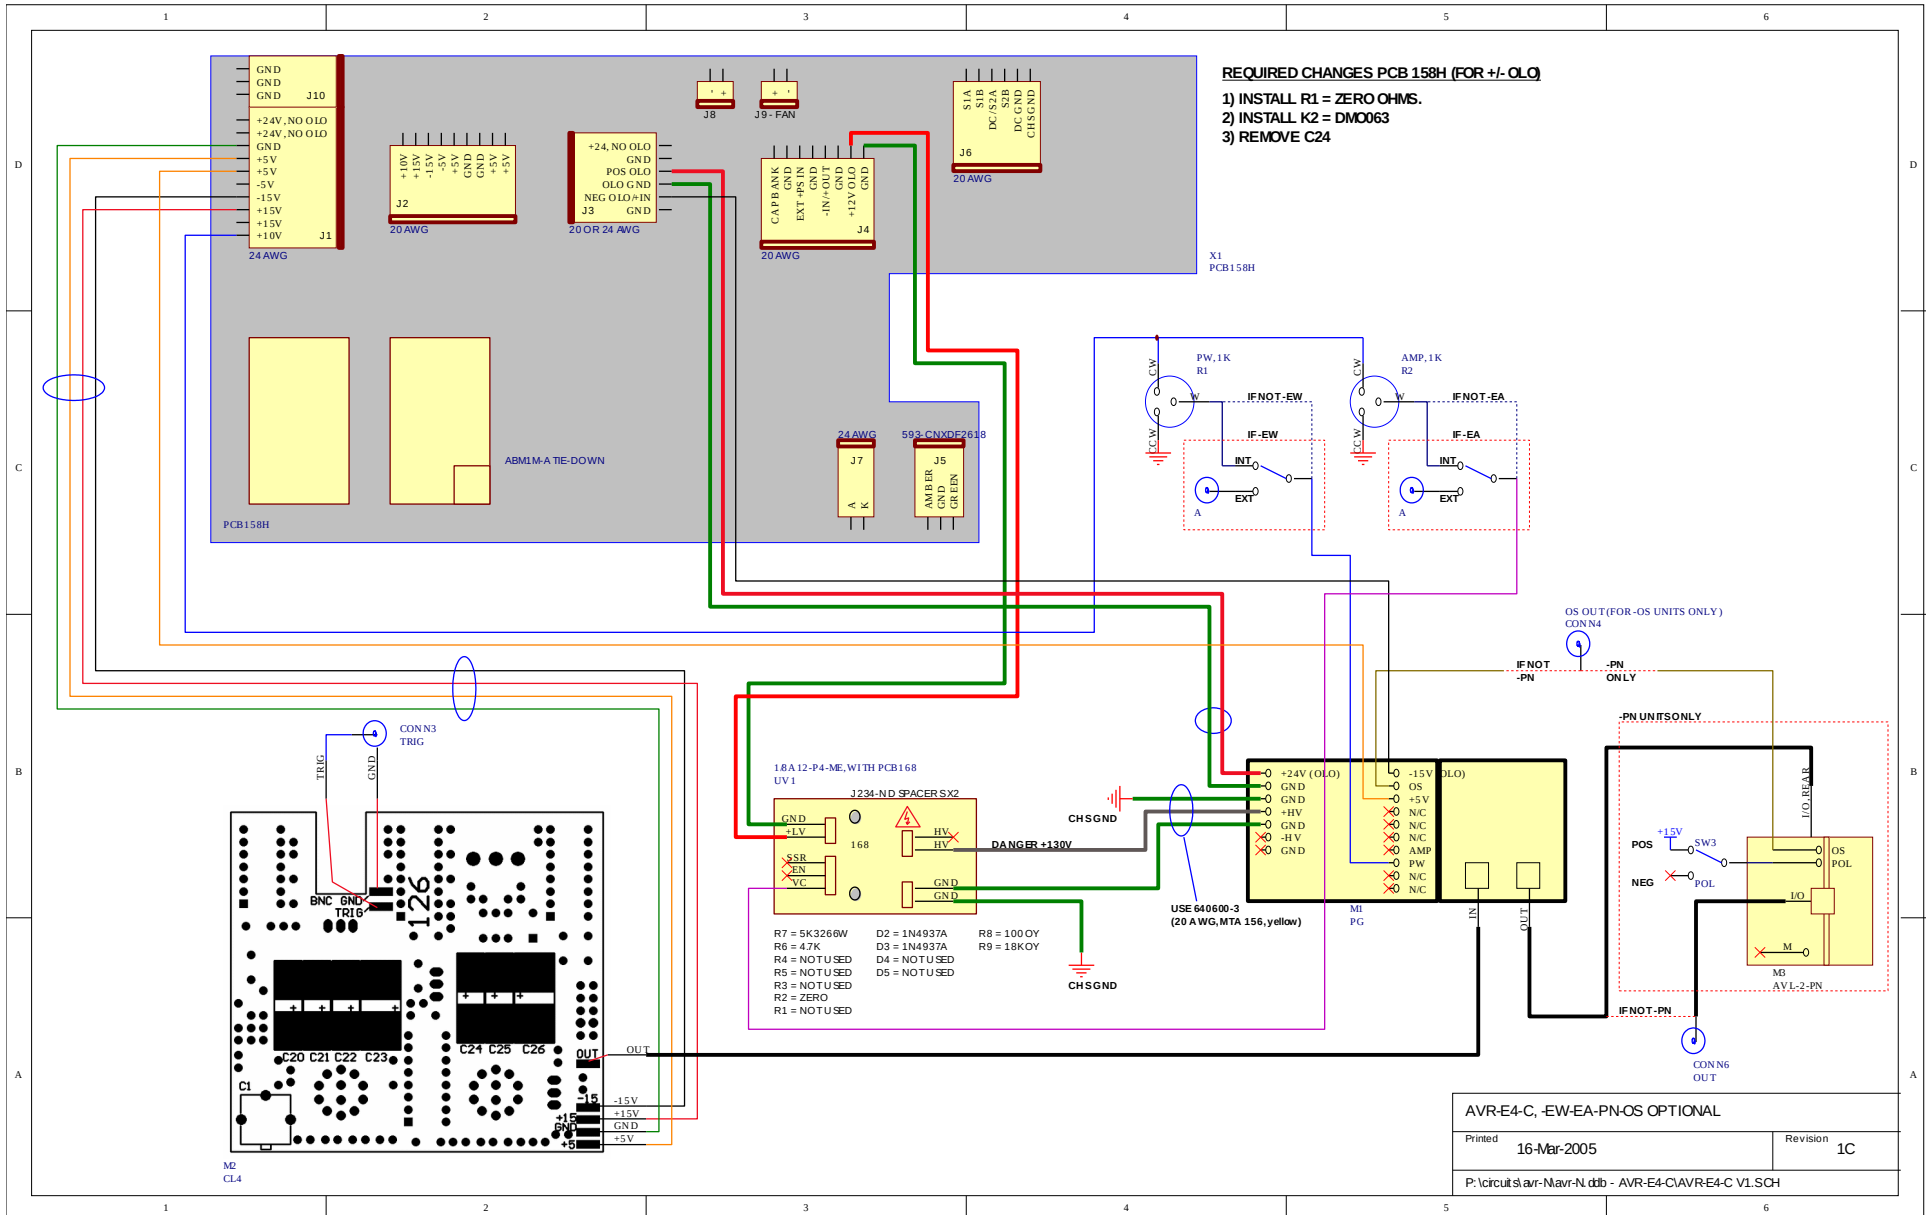 1 2 3 4 5 6
D
C
B
A
GND
GND
GND
J10
+24V, NO OLO
+24V, NO OLO
GND
+5V
+5V
-5V
-15V
+15V
+15V
+10V
J1
24 AWG
+10V
+15V
-15V
-5V
+5V
GND
GND
+5V
+5V
J2
20 AWG
+24, NO OLO
GND
POS OLO
OLO GND
NEG OLO/+IN
GND
J3
20 OR 24 AWG
- +
J8
+ -
J9 - FAN
CAP BANK
GND
EXT +PS IN
GND
-IN/+OUT
GND
+12V OLO
GND
J4
20 AWG
S1A
S1B
DC/S2A
S2B
DC GND
CHS GND
J6
20 AWG
REQUIRED CHANGES PCB 158H (FOR +/- OLO)
1) INSTALL R1 = ZERO OHMS.
2) INSTALL K2 = DMO063
3) REMOVE C24
X1
PCB158H
ABM1M-A TIE-DOWN
PCB158H
24 AWG
J7
A
K
593-CNXDF2618
J5
AMBER
GND
GREEN
PW, 1K
R1
CW
W
CCW
IF NOT -EW
IF -EW
INT
EXT
A
AMP, 1K
R2
CW
W
CCW
IF NOT -EA
IF -EA
INT
EXT
A
OS OUT (FOR -OS UNITS ONLY)
CONN4
IF NOT
-PN
-PN
ONLY
-PN UNITS ONLY
CONN3
TRIG
TRIG
GND
BNC GND
TRIG
126
C20 C21 C22 C23
C24 C25 C26
C1
OUT
OUT
-15
+15
GND
+5
-15V
+15V
GND
+5V
M2
CL4
1.8A12-P4-ME, WITH PCB168
UV1
J234-ND SPACERS X2
GND
+LV
168
SSR
EN
VC
HV
HV
GND
GND
DANGER +130V
CHS GND
CHS GND
R7 = 5K 3266W
R6 = 4.7K
R4 = NOT USED
R5 = NOT USED
R3 = NOT USED
R2 = ZERO
R1 = NOT USED
D2 = 1N4937A
D3 = 1N4937A
D4 = NOT USED
D5 = NOT USED
R8 = 100 OY
R9 = 18K OY
USE 640600-3
(20 AWG, MTA 156, yellow)
+24V (OLO)
GND
GND
+HV
GND
-HV
GND
-15V (OLO)
OS
+5V
N/C
N/C
N/C
AMP
PW
N/C
N/C
M1
PG
IN
OUT
I/O, REAR
+15V
POS
SW3
NEG
POL
OS
POL
I/O
M
M3
AVL-2-PN
IF NOT -PN
CONN6
OUT
AVR-E4-C, -EW-EA-PN-OS OPTIONAL
Printed
16-Mar-2005
Revision
1C
P:\circuits\avr-N\avr-N.ddb - AVR-E4-C\AVR-E4-C V1.SCH
D
C
B
A
1 2 3 4 5 6